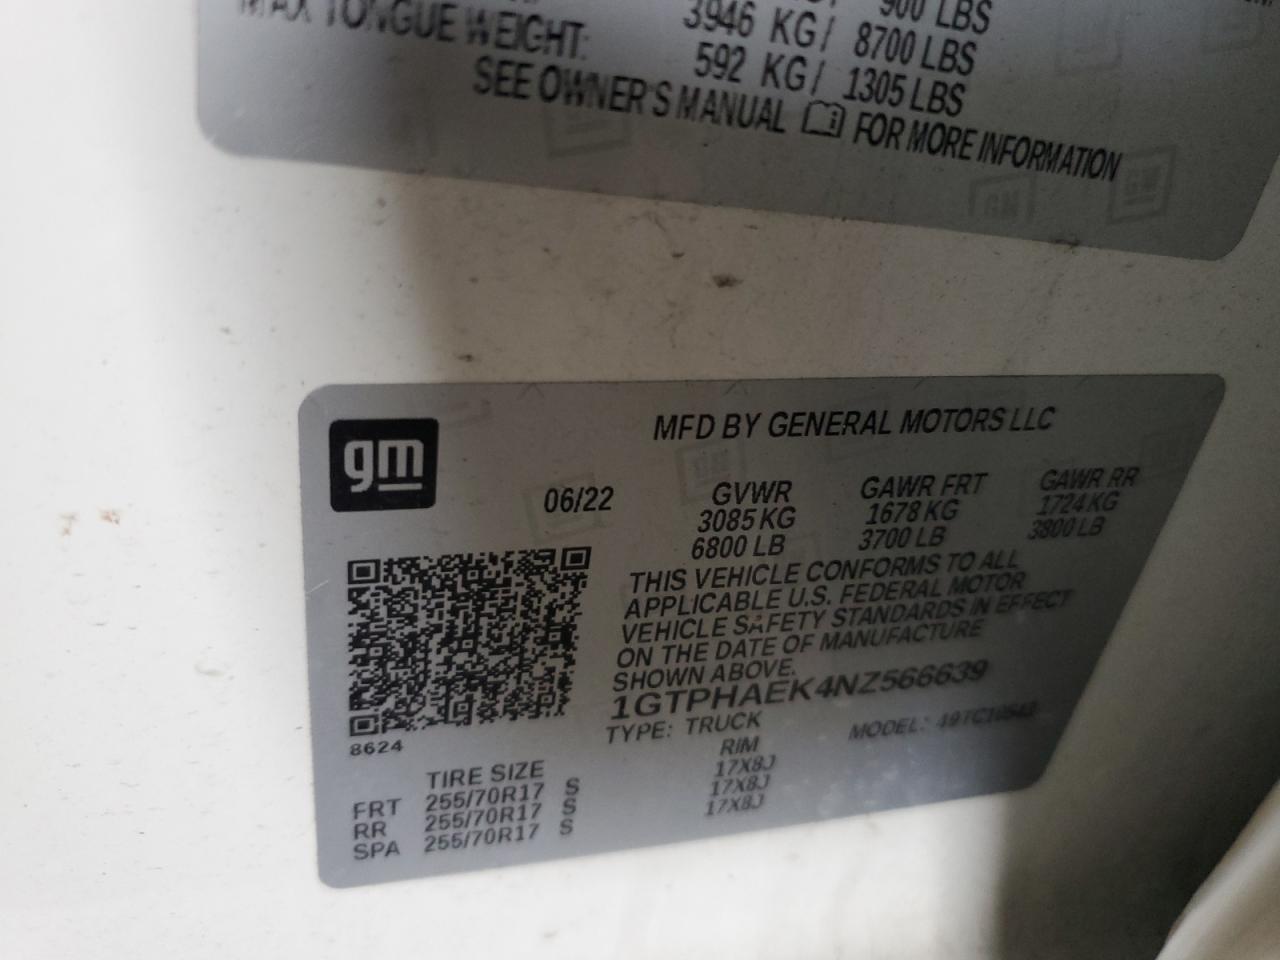 900 LBS
3946 KG/ 8700 LBS
MAX TONGUE WEIGHT: 592 KG/ 1305 LBS
SEE OWNER'S MANUAL FOR MORE INFORMATION
GM GM
gm
MFD BY GENERAL MOTORS LLC
06/22 GVWR GAWR FRT GAWR RR
3085 KG 1678 KG 1724 KG
6800 LB 3700 LB 3800 LB
THIS VEHICLE CONFORMS TO ALL
APPLICABLE U.S. FEDERAL MOTOR
VEHICLE SAFETY STANDARDS IN EFFECT
ON THE DATE OF MANUFACTURE
SHOWN ABOVE.
1GTPHAEK4NZ566639
TYPE: TRUCK MODEL:
8624
TIRE SIZE RIM
FRT 255/70R17 S 17X8J
RR 255/70R17 S 17X8J
SPA 255/70R17 S 17X8J